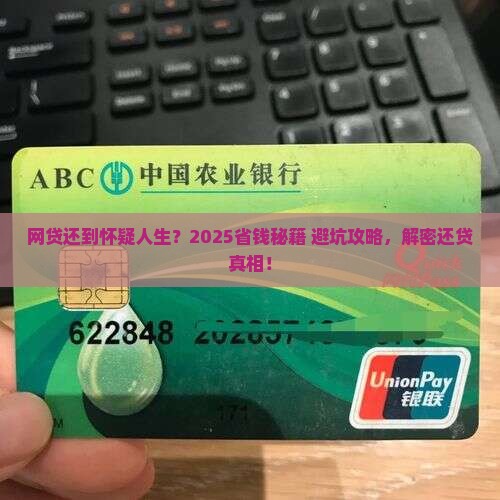 ABC 中国农业银行
网贷还到怀疑人生？2025省钱秘籍 避坑攻略，解密还贷
真相！
622848
171
UnionPay
银联